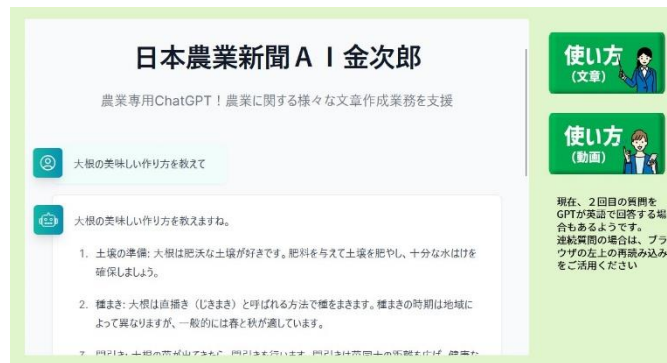 日本農業新聞ＡＩ金次郎
農業専用ChatGPT！農業に関する様々な文章作成業務を支援
大根の美味しい作り方を教えて
大根の美味しい作り方を教えますね。
1. 土壌の準備: 大根は肥沃な土壌が好きです。肥料を与えて土壌を肥やし、十分な水はけを
確保しましょう。
2. 種まき: 大根は直播き（じきまき）と呼ばれる方法で種をまきます。種まきの時期は地域に
よって異なりますが、一般的には春と秋が適しています。
使い方
（文章）
使い方
（動画）
現在、２回目の質問を
GPTが英語で回答する場
合もあるようです。
連続質問の場合は、ブラ
ウザの左上の再読み込み
をご活用ください